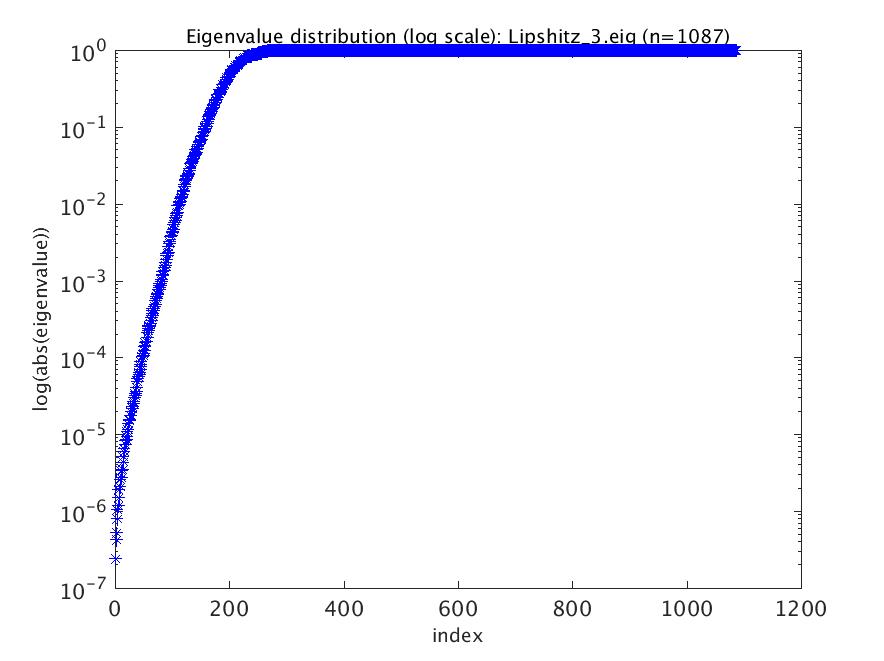 Eigenvalue distribution (log scale): Lipshitz_3.eig (n=1087)
10^0
10^-1
10^-2
10^-3
10^-4
10^-5
10^-6
10^-7
log(abs(eigenvalue))
0 200 400 600 800 1000 1200
index